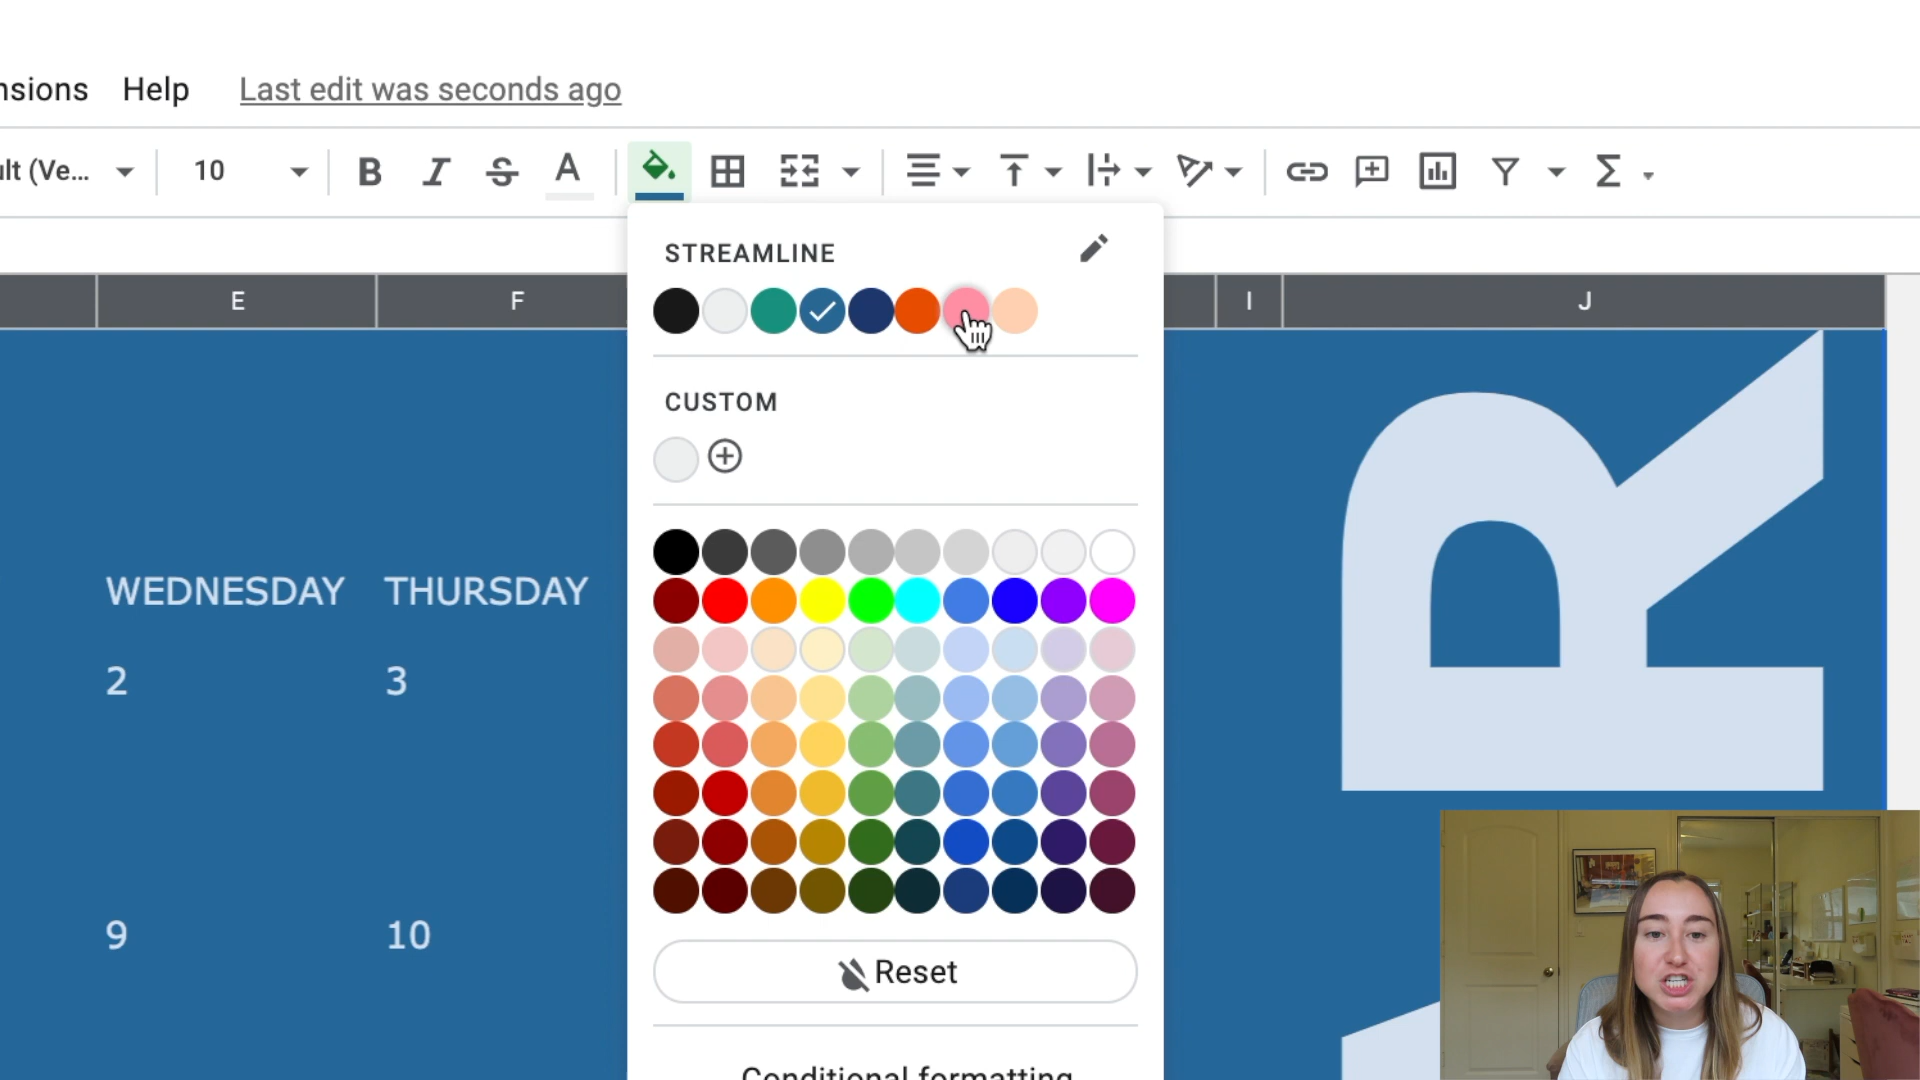 nsions Help Last edit was seconds ago
ult (Ve... 10 B I S A
STREAMLINE
E F I J
CUSTOM
WEDNESDAY THURSDAY
2 3
9 10
R
Reset
Conditional formatting